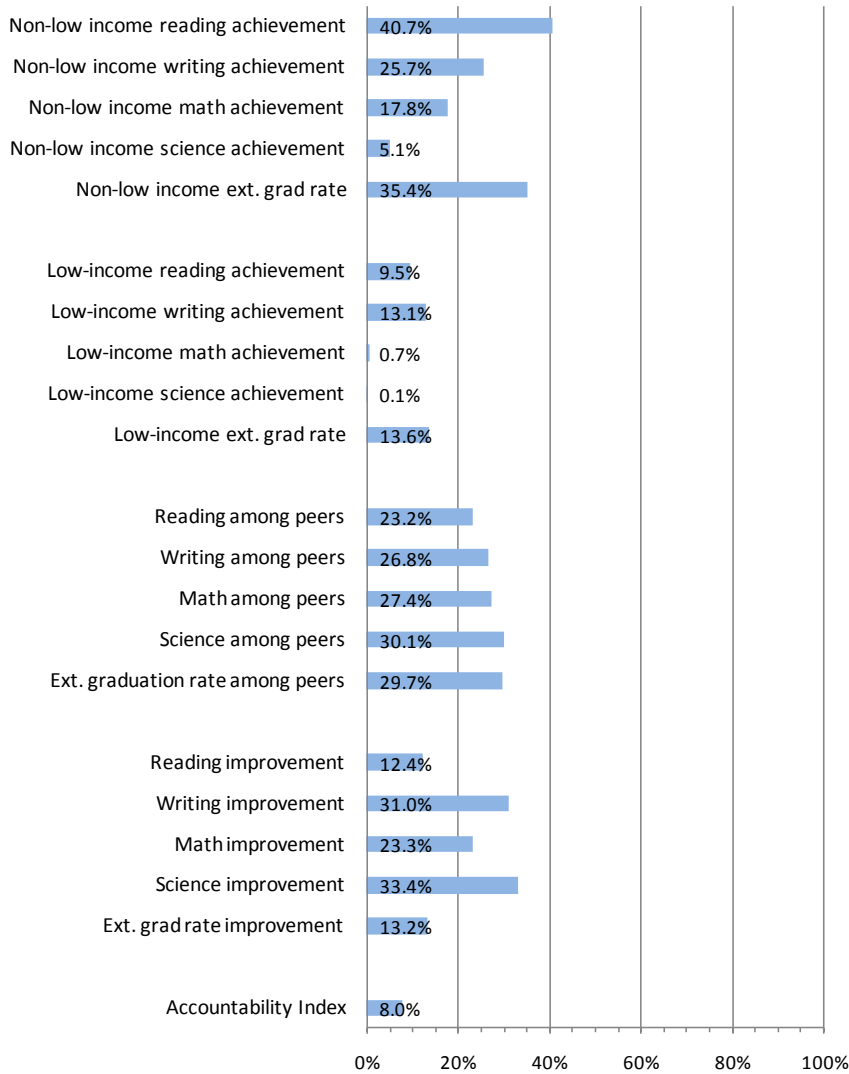 Non-low income reading achievement 40.7%
Non-low income writing achievement 25.7%
Non-low income math achievement 17.8%
Non-low income science achievement 5.1%
Non-low income ext. grad rate 35.4%
Low-income reading achievement 9.5%
Low-income writing achievement 13.1%
Low-income math achievement 0.7%
Low-income science achievement 0.1%
Low-income ext. grad rate 13.6%
Reading among peers 23.2%
Writing among peers 26.8%
Math among peers 27.4%
Science among peers 30.1%
Ext. graduation rate among peers 29.7%
Reading improvement 12.4%
Writing improvement 31.0%
Math improvement 23.3%
Science improvement 33.4%
Ext. grad rate improvement 13.2%
Accountability Index 8.0%
0% 20% 40% 60% 80% 100%